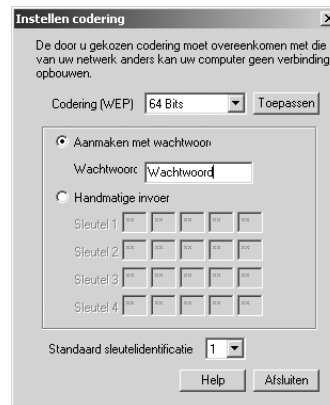 Instellen codering
De door u gekozen codering moet overeenkomen met die
van uw netwerk anders kan uw computer geen verbinding
opbouwen.
Codering (WEP) 64 Bits Toepassen
Aanmaken met wachtwoor
Wachtwoorc Wachtwoord
Handmatige invoer
Sleutel 1 ** ** ** ** **
Sleutel 2 ** ** ** ** **
Sleutel 3 ** ** ** ** **
Sleutel 4 ** ** ** ** **
Standaard sleutelidentificatie 1
Help Afsluiten